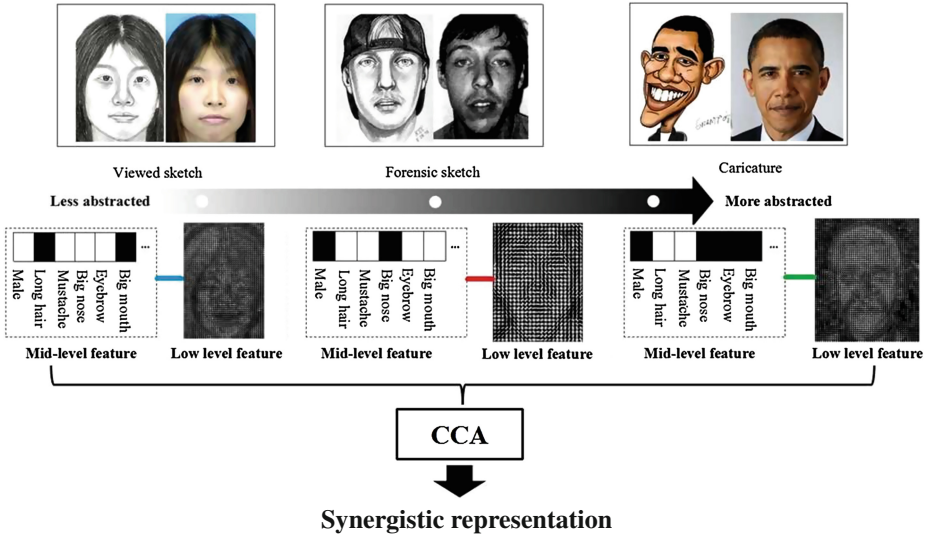 Viewed sketch
Forensic sketch
Caricature
Less abstracted
More abstracted
...
Male
Long hair
Mustache
Big nose
Eyebrow
Big mouth
...
Male
Long hair
Mustache
Big nose
Eyebrow
Big mouth
...
Male
Long hair
Mustache
Big nose
Eyebrow
Big mouth
Mid-level feature
Low level feature
Mid-level feature
Low level feature
Mid-level feature
Low level feature
CCA
Synergistic representation